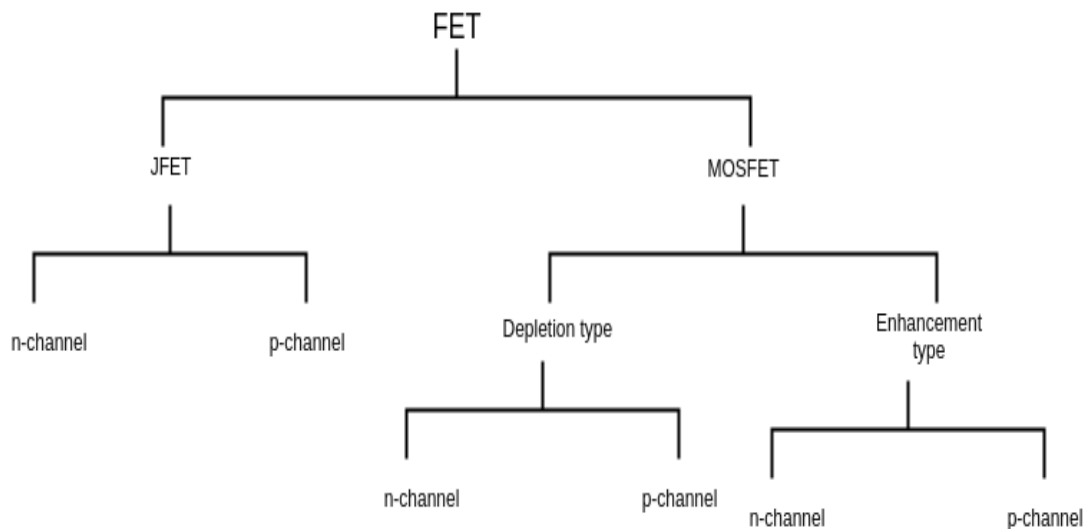 FET
JFET
MOSFET
n-channel
p-channel
Depletion type
Enhancement
type
n-channel
p-channel
n-channel
p-channel